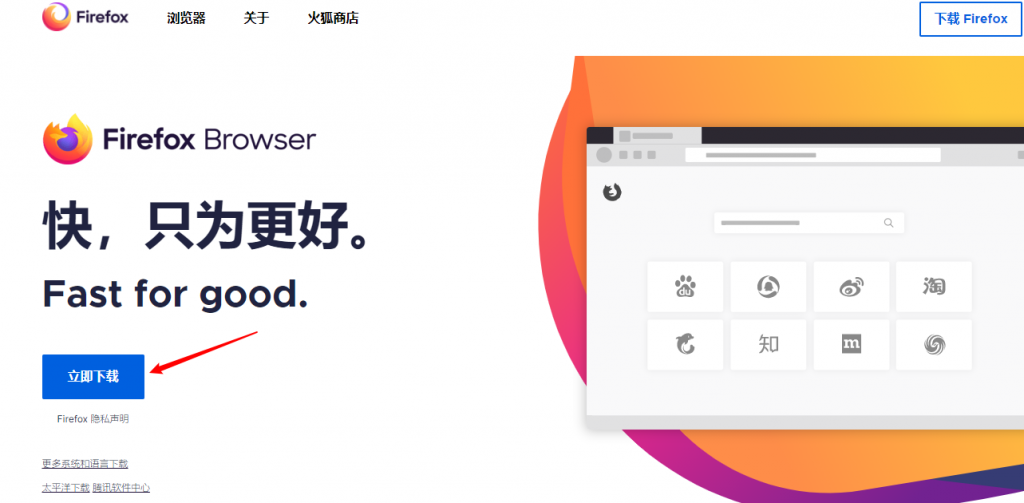 Firefox 浏览器 关于 火狐商店 下载 Firefox
Firefox Browser
快，只为更好。
Fast for good.
立即下载
Firefox 隐私声明
更多系统和语言下载
太平洋下载 腾讯软件中心
du
淘
知
m